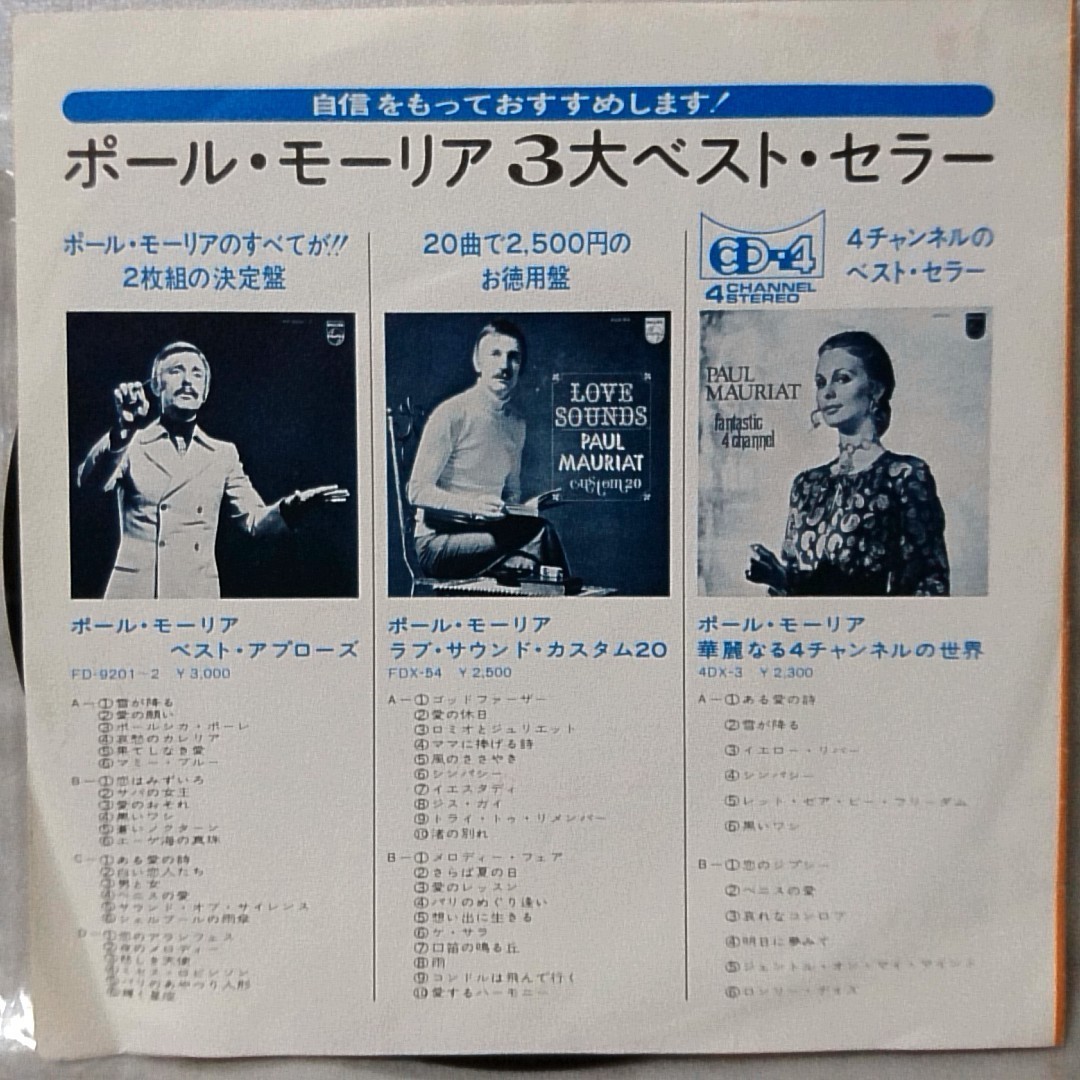 自信をもっておすすめします!
ポール・モーリア3大ベスト・セラー
ポール・モーリアのすべてが!!
2枚組の決定盤
ポール・モーリア
ベスト・アプローズ
FD-9201~2 ¥3,000
A-①雪が降る
②愛の願い
③ポールシカ・ポーレ
④哀愁のカレリア
⑤果てしなき愛
⑥マミー・ブルー
B-①恋はみずいろ
②サバの女王
③愛のおそれ
④黒いワシ
⑤蒼いノクターン
⑥エーゲ海の真珠
C-①ある愛の詩
②白い恋人たち
③男と女
④ベニスの愛
⑤サウンド・オブ・サイレンス
⑥シェルブールの雨傘
D-①恋のアランフェス
②夜のメロディー
③悲しき天使
④ミセス・ロビンソン
⑤パリのあやつり人形
⑥輝く星座
20曲で2,500円の
お徳用盤
LOVE
SOUNDS
PAUL
MAURIAT
custom 20
ポール・モーリア
ラブ・サウンド・カスタム20
FDX-54 ¥2,500
A-①ゴッドファーザー
②愛の休日
③ロミオとジュリエット
④ママに捧げる詩
⑤風のささやき
⑥シンパシー
⑦イエスタディ
⑧ジス・ガイ
⑨トライ・トゥ・リメンバー
⑩渚の別れ
B-①メロディー・フェア
②さらば夏の日
③愛のレッスン
④パリのめぐり逢い
⑤想い出に生きる
⑥ケ・サラ
⑦口笛の鳴る丘
⑧雨
⑨コンドルは飛んで行く
⑩愛するハーモニー
CD-4
4 CHANNEL
STEREO
4チャンネルの
ベスト・セラー
PAUL
MAURIAT
fantastic
4 channel
ポール・モーリア
華麗なる4チャンネルの世界
4DX-3 ¥2,300
A-①ある愛の詩
②雪が降る
③イエロー・リバー
④シンパシー
⑤レット・ゼア・ビー・フリーダム
⑥黒いワシ
B-①恋のジプシー
②ベニスの愛
③哀れなコンロブ
④明日に夢みて
⑤ジェントル・オン・マイ・マインド
⑥ロンリー・デイズ